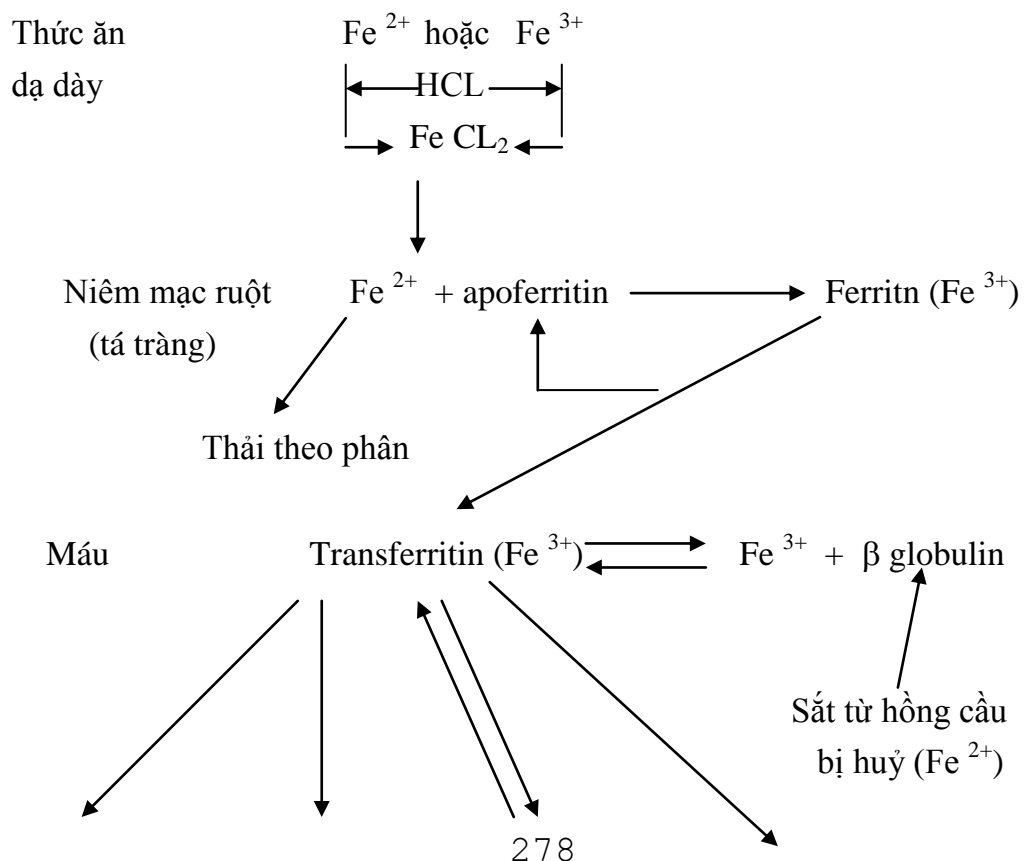 Thức ăn Fe 2+ hoặc Fe 3+
dạ dày HCL
Fe CL2
Niêm mạc ruột Fe 2+ + apoferritin Ferritn (Fe 3+)
(tá tràng)
Thải theo phân
Máu Transferritin (Fe 3+) Fe 3+ + β globulin
Sắt từ hồng cầu
bị huỷ (Fe 2+)
278